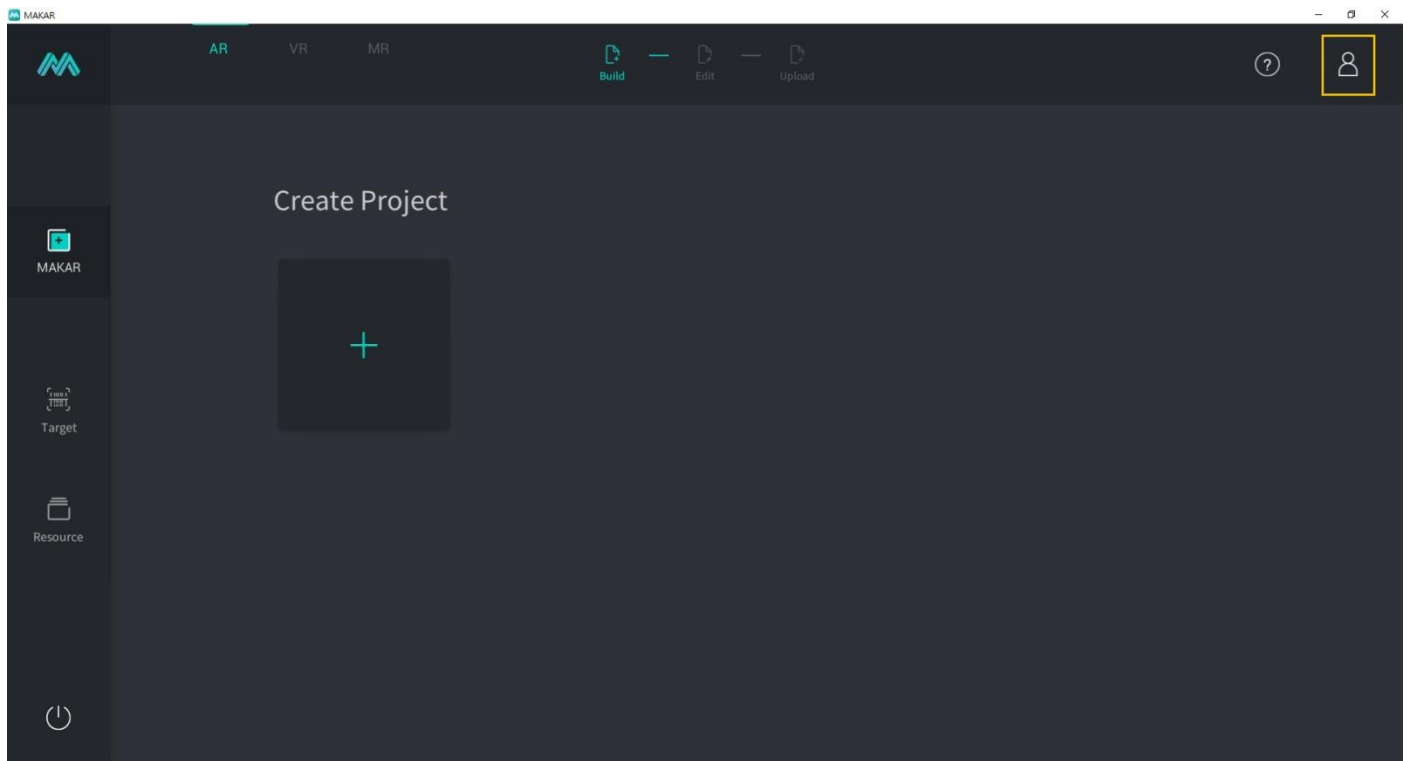 MAKAR
AR VR MR
Build Edit Upload
?
Create Project
MAKAR
Target
Resource